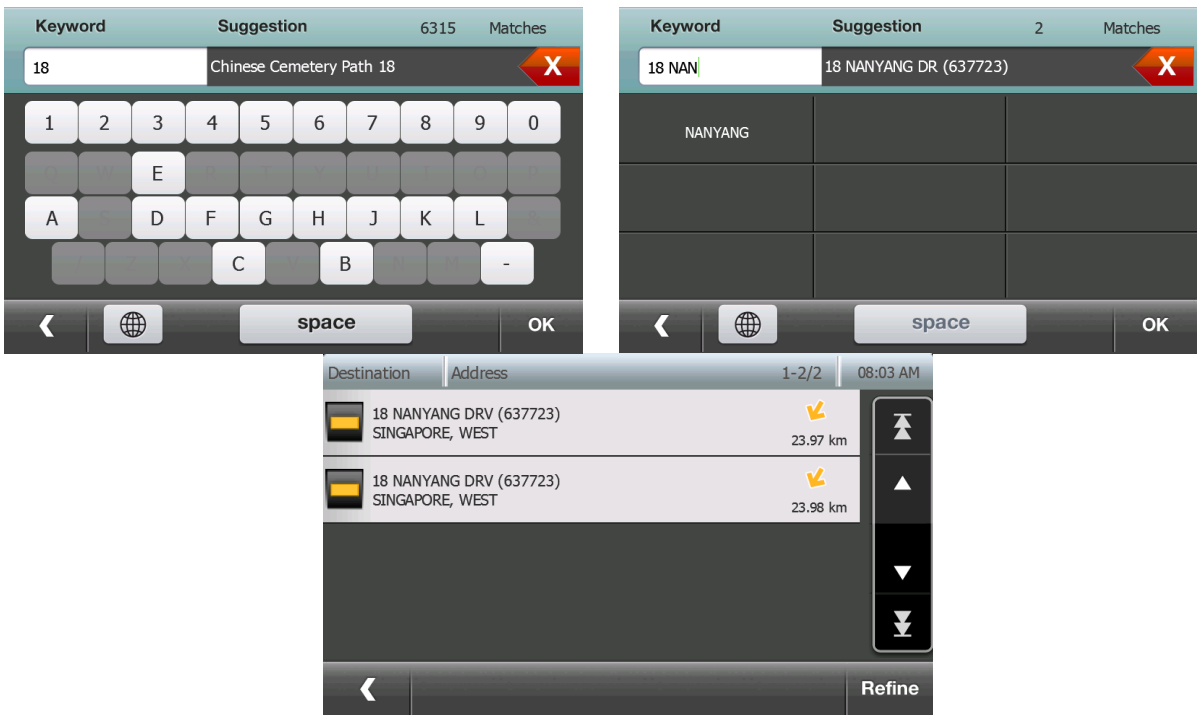 Keyword Suggestion 6315 Matches
18 Chinese Cemetery Path 18 X
1 2 3 4 5 6 7 8 9 0
Q W E R T Y U I O P
A S D F G H J K L &
/ Z X C V B N M -
space OK
Keyword Suggestion 2 Matches
18 NAN 18 NANYANG DR (637723) X
NANYANG
space OK
Destination Address 1-2/2 08:03 AM
18 NANYANG DRV (637723)
SINGAPORE, WEST
23.97 km
18 NANYANG DRV (637723)
SINGAPORE, WEST
23.98 km
Refine